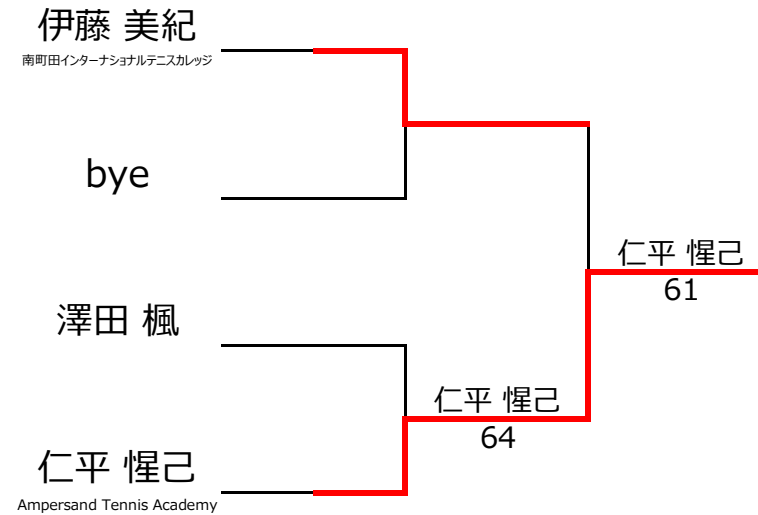 伊藤 美紀
南町田インターナショナルテニスカレッジ
bye
仁平 惺己
61
澤田 楓
仁平 惺己
64
仁平 惺己
Ampersand Tennis Academy